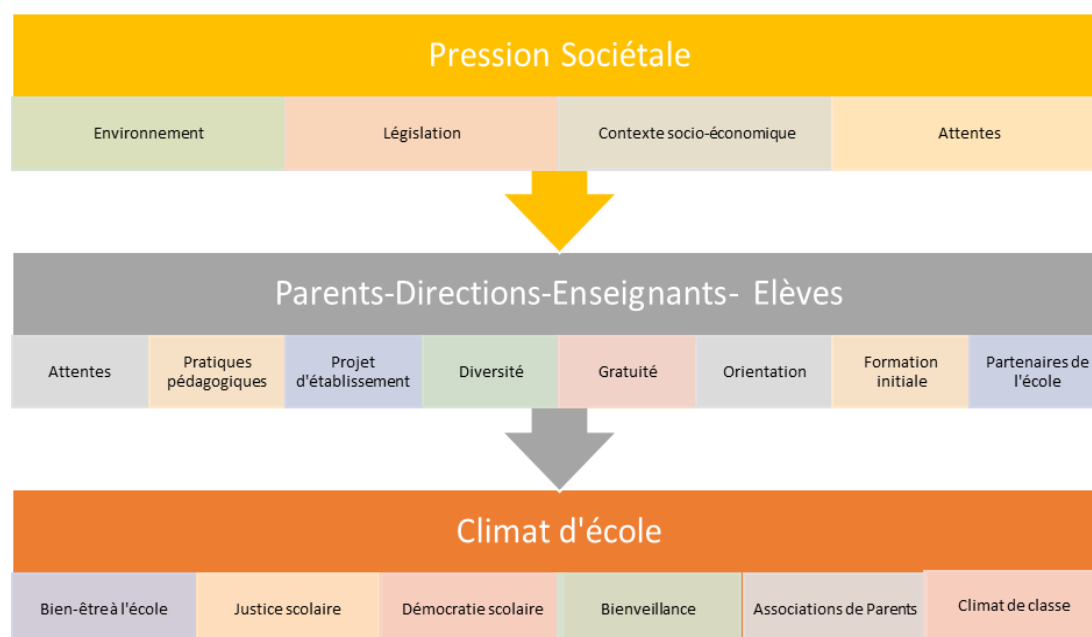 Pression Sociétale
Environnement
Législation
Contexte socio-économique
Attentes
Parents-Directions-Enseignants- Elèves
Attentes
Pratiques
pédagogiques
Projet
d'établissement
Diversité
Gratuité
Orientation
Formation
initiale
Partenaires de
l'école
Climat d'école
Bien-être à l'école
Justice scolaire
Démocratie scolaire
Bienveillance
Associations de Parents
Climat de classe